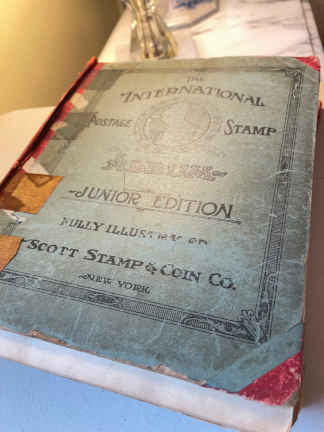 THE
INTERNATIONAL
POSTAGE STAMP
ALBUM
JUNIOR EDITION
FULLY ILLUSTRATED
SCOTT STAMP & COIN CO.
NEW YORK